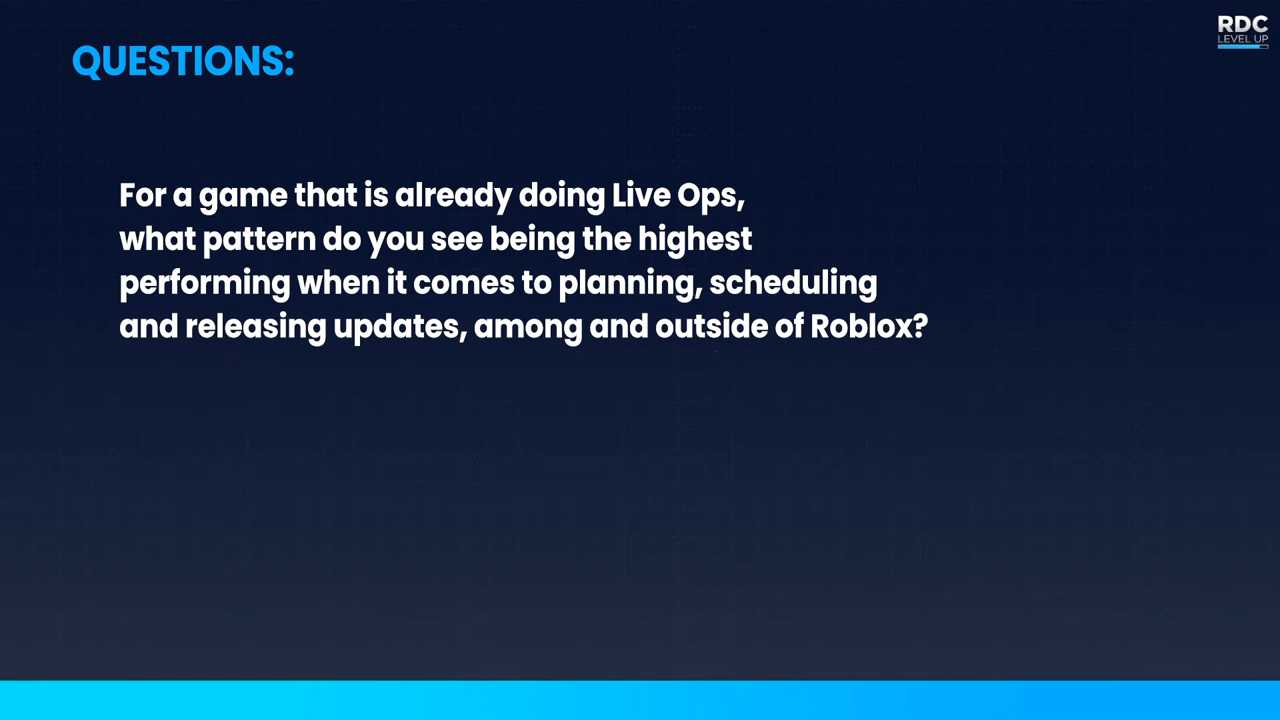 QUESTIONS:
RDC
LEVEL UP
For a game that is already doing Live Ops,
what pattern do you see being the highest
performing when it comes to planning, scheduling
and releasing updates, among and outside of Roblox?